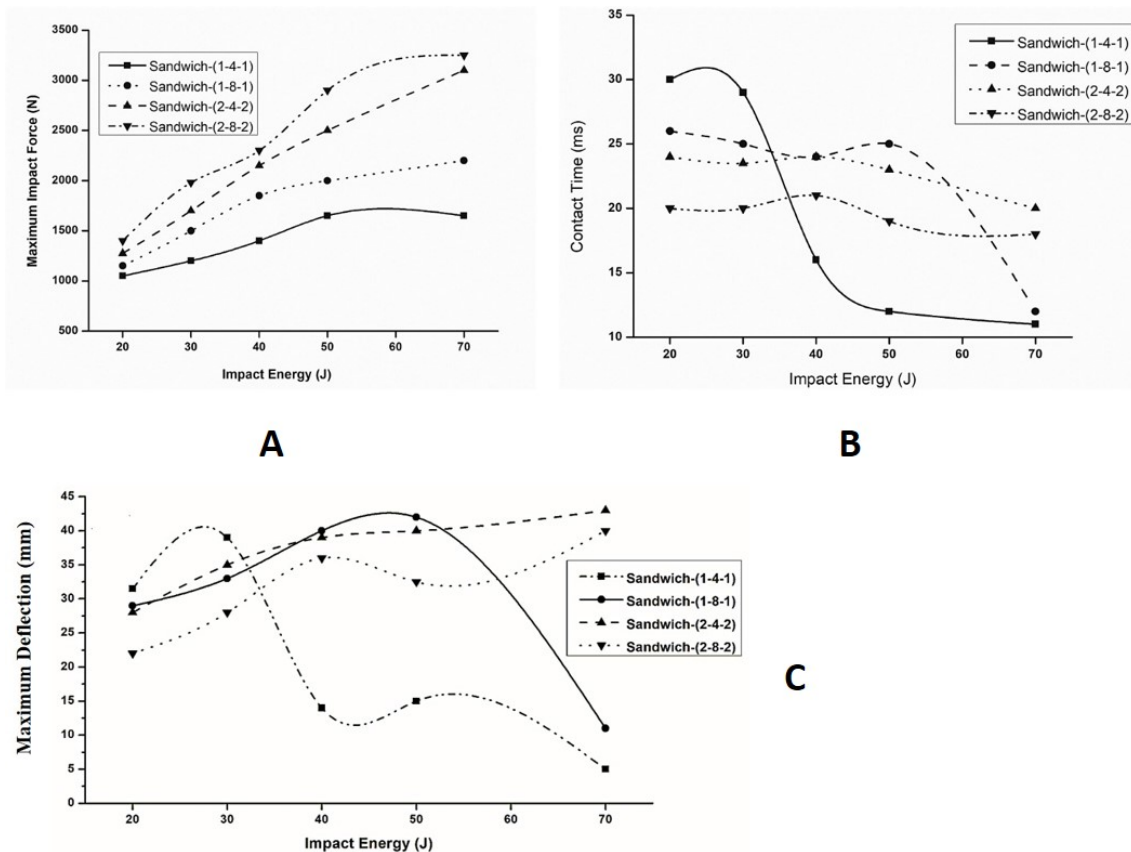 3500
3000
2500
2000
1500
1000
500
Maximum Impact Force (N)
Sandwich-(1-4-1)
Sandwich-(1-8-1)
Sandwich-(2-4-2)
Sandwich-(2-8-2)
20 30 40 50 60 70
Impact Energy (J)
A
35
30
25
20
15
10
Contact Time (ms)
Sandwich-(1-4-1)
Sandwich-(1-8-1)
Sandwich-(2-4-2)
Sandwich-(2-8-2)
20 30 40 50 60 70
Impact Energy (J)
B
45
40
35
30
25
20
15
10
5
0
Maximum Deflection (mm)
Sandwich-(1-4-1)
Sandwich-(1-8-1)
Sandwich-(2-4-2)
Sandwich-(2-8-2)
20 30 40 50 60 70
Impact Energy (J)
C